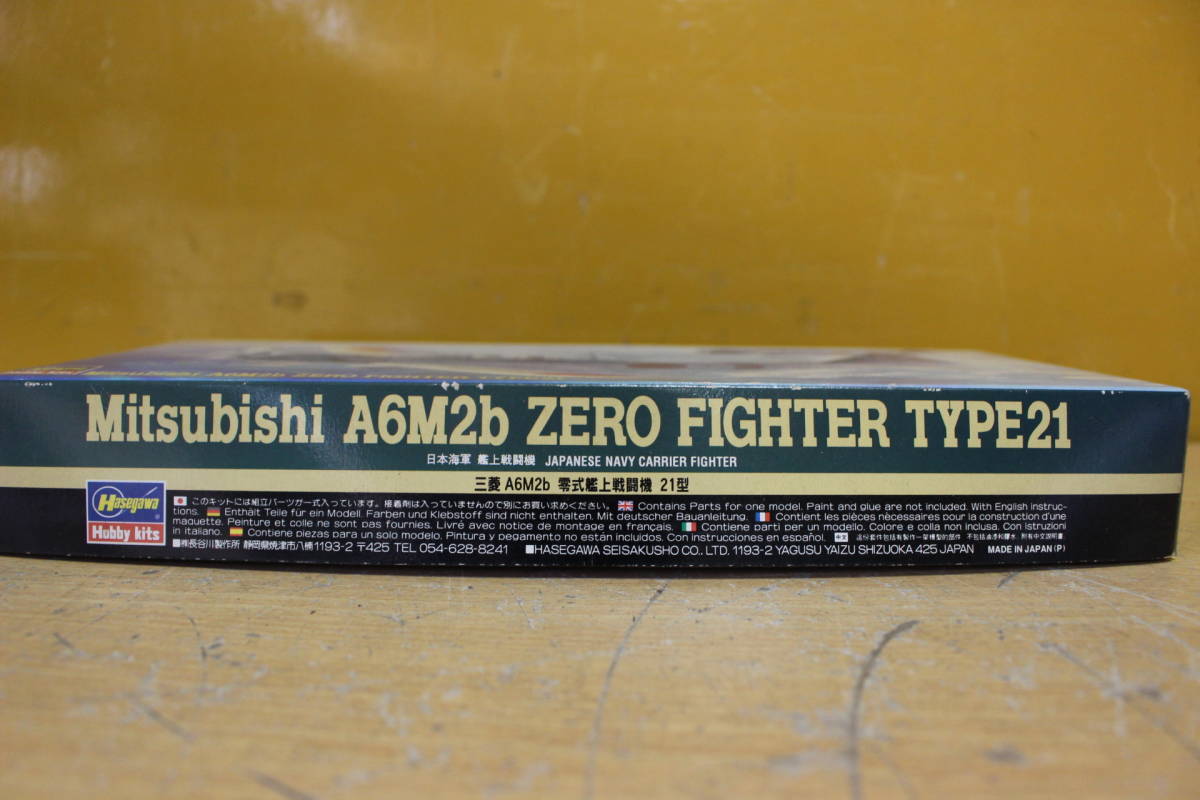 Mitsubishi A6M2b ZERO FIGHTER TYPE21
日本海軍 艦上戦闘機 JAPANESE NAVY CARRIER FIGHTER
三菱 A6M2b 零式艦上戦闘機 21型
Hasegawa
Hobby kits
このキットには組立パーツが一式入っています。接着剤は入っていませんので別にお買い求めください。 Contains Parts for one model. Paint and glue are not included. With English instruc-
tions. Enthält Teile für ein Modell. Farben und Klebstoff sind nicht enthalten. Mit deutscher Bauanleitung. Contient les pièces nécessaires pour la construction d'une
maquette. Peinture et colle ne sont pas fournies. Livré avec notice de montage en français. Contiene parti per un modelo. Colore e colla non inclusa. Con istruzioni
in italiano. Contiene piezas para un solo modelo. Pintura y pegamento no están incluidos. Con instrucciones en español. 中文
■㈱長谷川製作所 静岡県焼津市八楠1193-2 〒425 TEL 054-628-8241 ■HASEGAWA SEISAKUSHO CO., LTD. 1193-2 YAGUSU YAIZU SHIZUOKA 425 JAPAN MADE IN JAPAN (P)